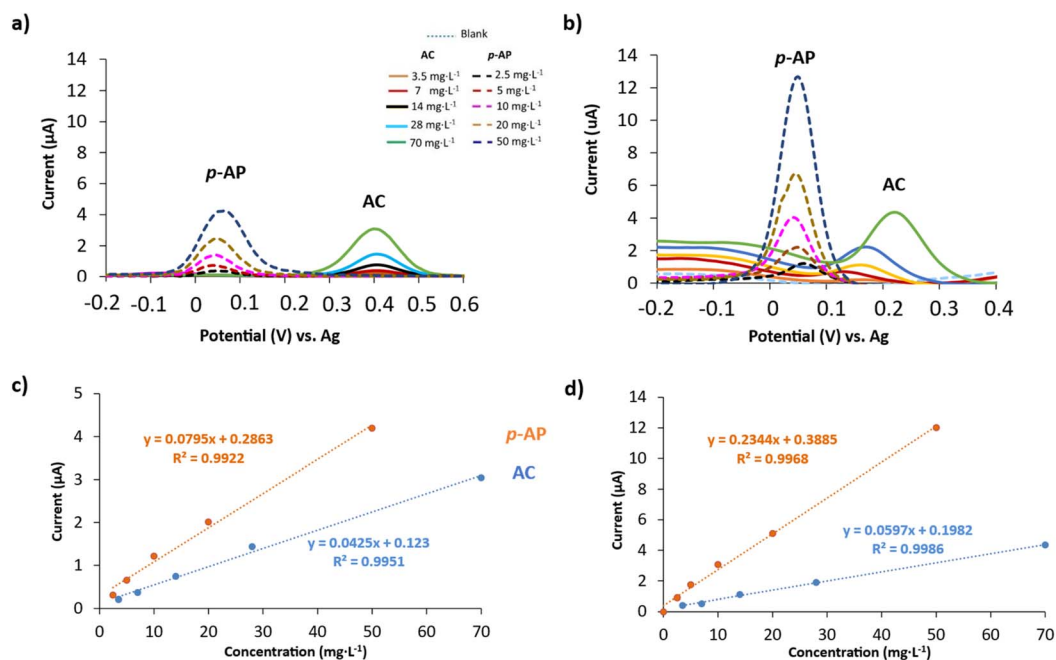 a)
Blank
AC p-AP
3.5 mg·L-1 2.5 mg·L-1
7 mg·L-1 5 mg·L-1
14 mg·L-1 10 mg·L-1
28 mg·L-1 20 mg·L-1
70 mg·L-1 50 mg·L-1
14
12
10
8
6
4
2
0
Current (µA)
p-AP
AC
-0.2 -0.1 0 0.1 0.2 0.3 0.4 0.5 0.6
Potential (V) vs. Ag
b)
14
12
10
8
6
4
2
0
Current (uA)
p-AP
AC
-0.2 -0.1 0 0.1 0.2 0.3 0.4
Potential (V) vs. Ag
c)
5
4
3
2
1
0
Current (µA)
y = 0.0795x + 0.2863
R² = 0.9922
p-AP
AC
y = 0.0425x + 0.123
R² = 0.9951
0 10 20 30 40 50 60 70
Concentration (mg·L-1)
d)
14
12
10
8
6
4
2
0
Current (µA)
y = 0.2344x + 0.3885
R² = 0.9968
y = 0.0597x + 0.1982
R² = 0.9986
0 10 20 30 40 50 60 70
Concentration (mg·L-1)